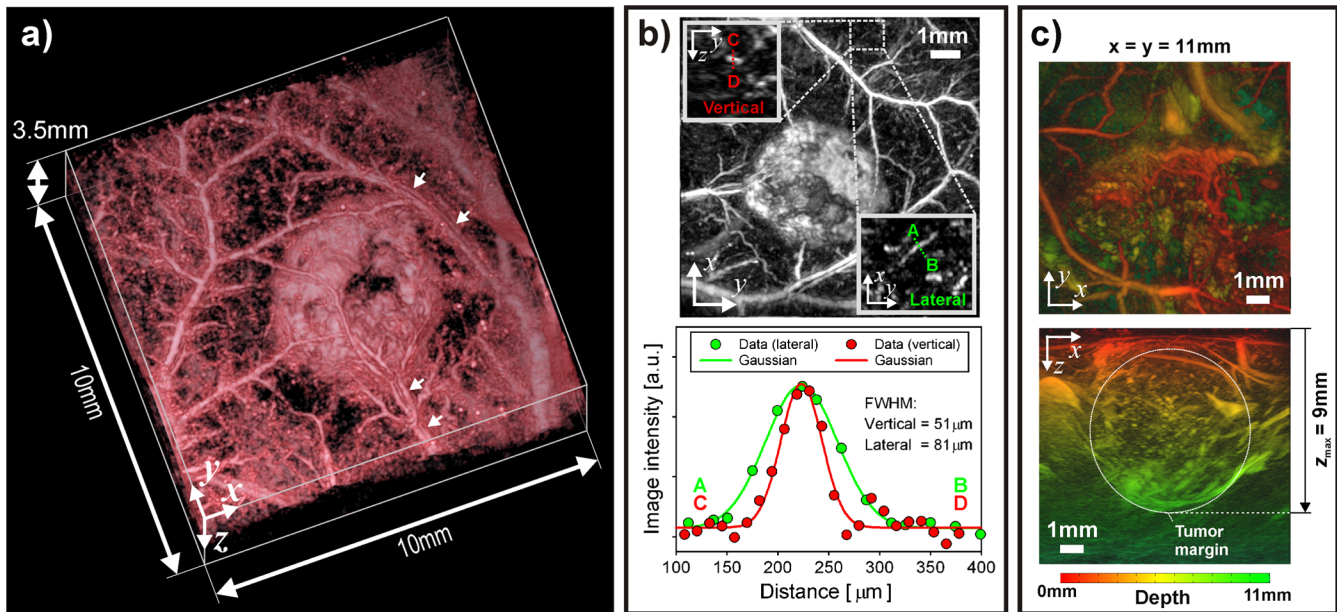 a)
3.5mm
10mm
10mm
y
x
z
b)
y
z
C
D
Vertical
1mm
A
B
x
y
Lateral
x
y
Data (lateral)
Data (vertical)
Gaussian
Gaussian
Image intensity [a.u.]
FWHM:
Vertical = 51μm
Lateral = 81μm
A
C
B
D
100
150
200
250
300
350
400
Distance [ μm]
c)
x = y = 11mm
y
x
1mm
x
z
zmax = 9mm
1mm
Tumor
margin
0mm
Depth
11mm